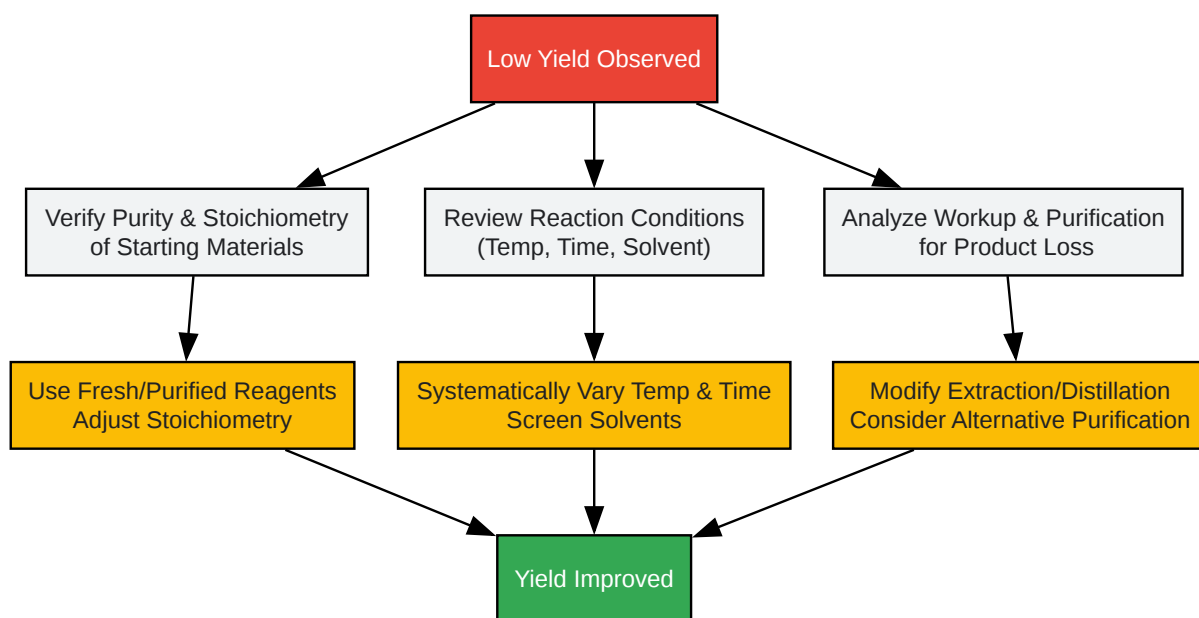 Low Yield Observed
Verify Purity & Stoichiometry
of Starting Materials
Review Reaction Conditions
(Temp, Time, Solvent)
Analyze Workup & Purification
for Product Loss
Use Fresh/Purified Reagents
Adjust Stoichiometry
Systematically Vary Temp & Time
Screen Solvents
Modify Extraction/Distillation
Consider Alternative Purification
Yield Improved